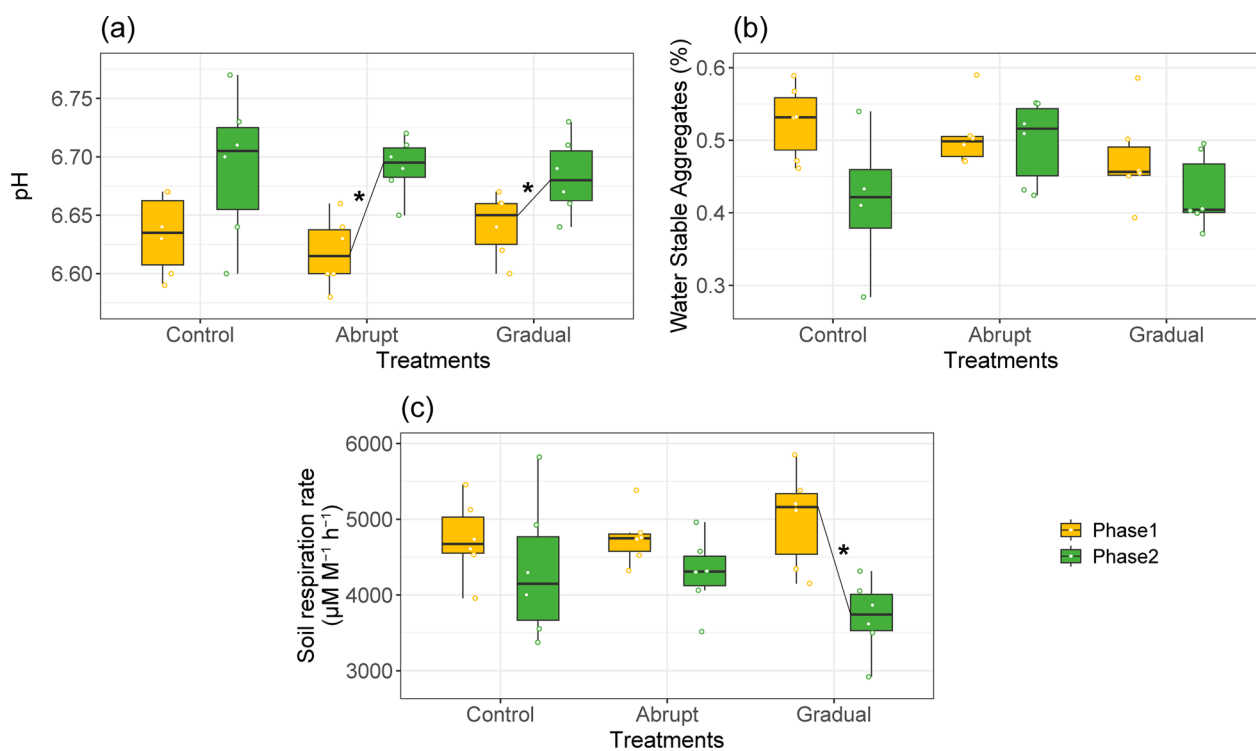 (a)
pH
6.75
6.70
6.65
6.60
*
*
Control Abrupt Gradual
Treatments
(b)
Water Stable Aggregates (%)
0.6
0.5
0.4
0.3
Control Abrupt Gradual
Treatments
(c)
Soil respiration rate
(μM M⁻¹ h⁻¹)
6000
5000
4000
3000
*
Control Abrupt Gradual
Treatments
Phase1
Phase2